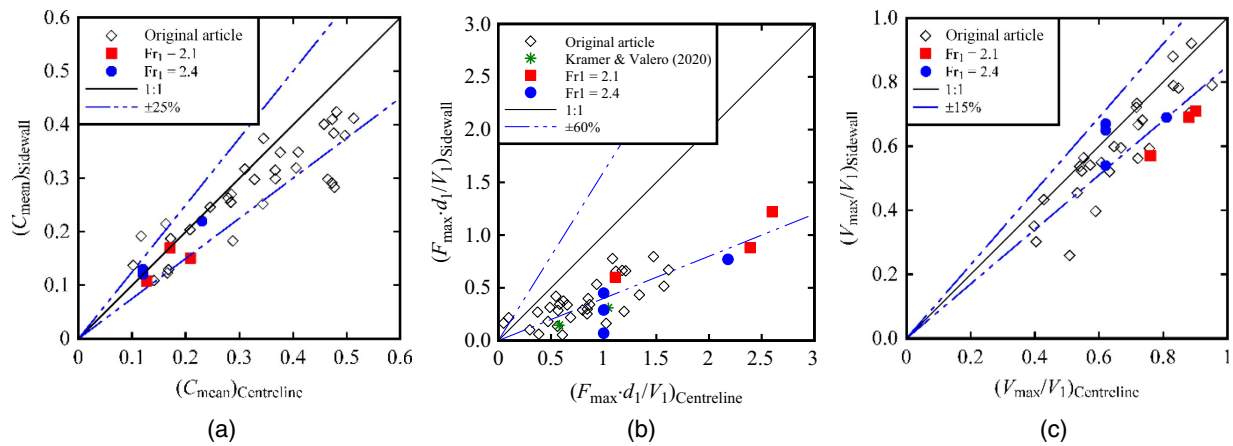 0.6
0.5
0.4
0.3
0.2
0.1
0
0
0.1
0.2
0.3
0.4
0.5
0.6
(Cmean)Sidewall
(Cmean)Centreline
Original article
Fr1 = 2.1
Fr1 = 2.4
1:1
±25%
(a)
3.0
2.5
2.0
1.5
1.0
0.5
0.0
0
0.5
1
1.5
2
2.5
3
(Fmax·d1/V1)Sidewall
(Fmax·d1/V1)Centreline
Original article
Kramer & Valero (2020)
Fr1 = 2.1
Fr1 = 2.4
1:1
±60%
(b)
1.0
0.8
0.6
0.4
0.2
0.0
0
0.2
0.4
0.6
0.8
1
(Vmax/V1)Sidewall
(Vmax/V1)Centreline
Original article
Fr1 = 2.1
Fr1 = 2.4
1:1
±15%
(c)